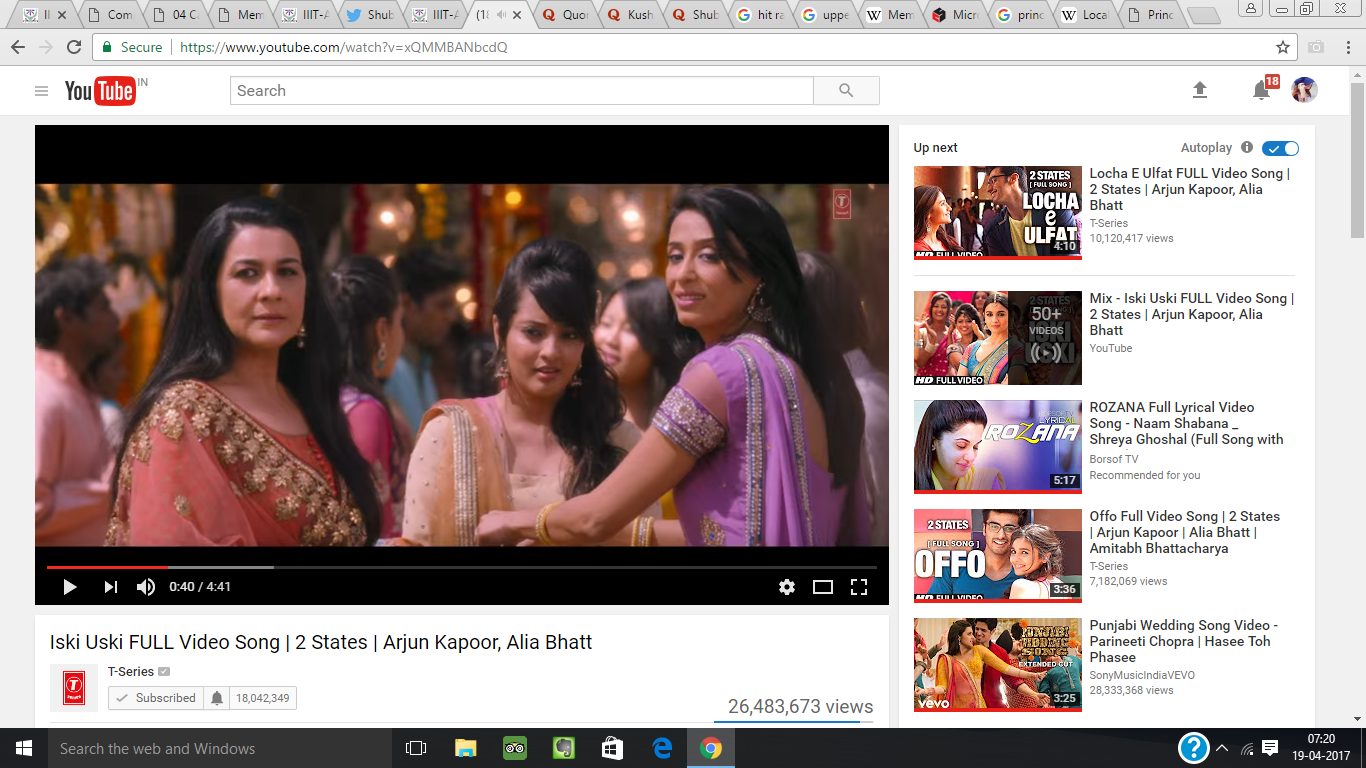 Com
04 C
Mem
IIIT-A
Shub
IIIT-A
(18
Quor
Kush
Shub
hit ra
uppe
Mem
Micro
princ
Loca
Princ
Secure
https://www.youtube.com/watch?v=xQMMBANbcdQ
YouTube IN
Search
18
T
Up next
Autoplay
2 STATES
[ FULL SONG ]
LOCHA
e
ULFAT
4:10
HD FULL VIDEO
Locha E Ulfat FULL Video Song |
2 States | Arjun Kapoor, Alia
Bhatt
T-Series
10,120,417 views
50+
VIDEOS
HD FULL VIDEO
Mix - Iski Uski FULL Video Song |
2 States | Arjun Kapoor, Alia
Bhatt
YouTube
LYRICAL
ROZANA
5:17
ROZANA Full Lyrical Video
Song - Naam Shabana _
Shreya Ghoshal (Full Song with
Borsof TV
Recommended for you
2 STATES
[ FULL SONG ]
OFFO
3:36
HD FULL VIDEO
Offo Full Video Song | 2 States
| Arjun Kapoor | Alia Bhatt |
Amitabh Bhattacharya
T-Series
7,182,069 views
PUNJABI
WEDDING
SONG
EXTENDED CUT
vevo
3:25
Punjabi Wedding Song Video -
Parineeti Chopra | Hasee Toh
Phasee
SonyMusicIndiaVEVO
28,333,368 views
0:40 / 4:41
Iski Uski FULL Video Song | 2 States | Arjun Kapoor, Alia Bhatt
T-Series
Subscribed
18,042,349
26,483,673 views
Search the web and Windows
07:20
19-04-2017